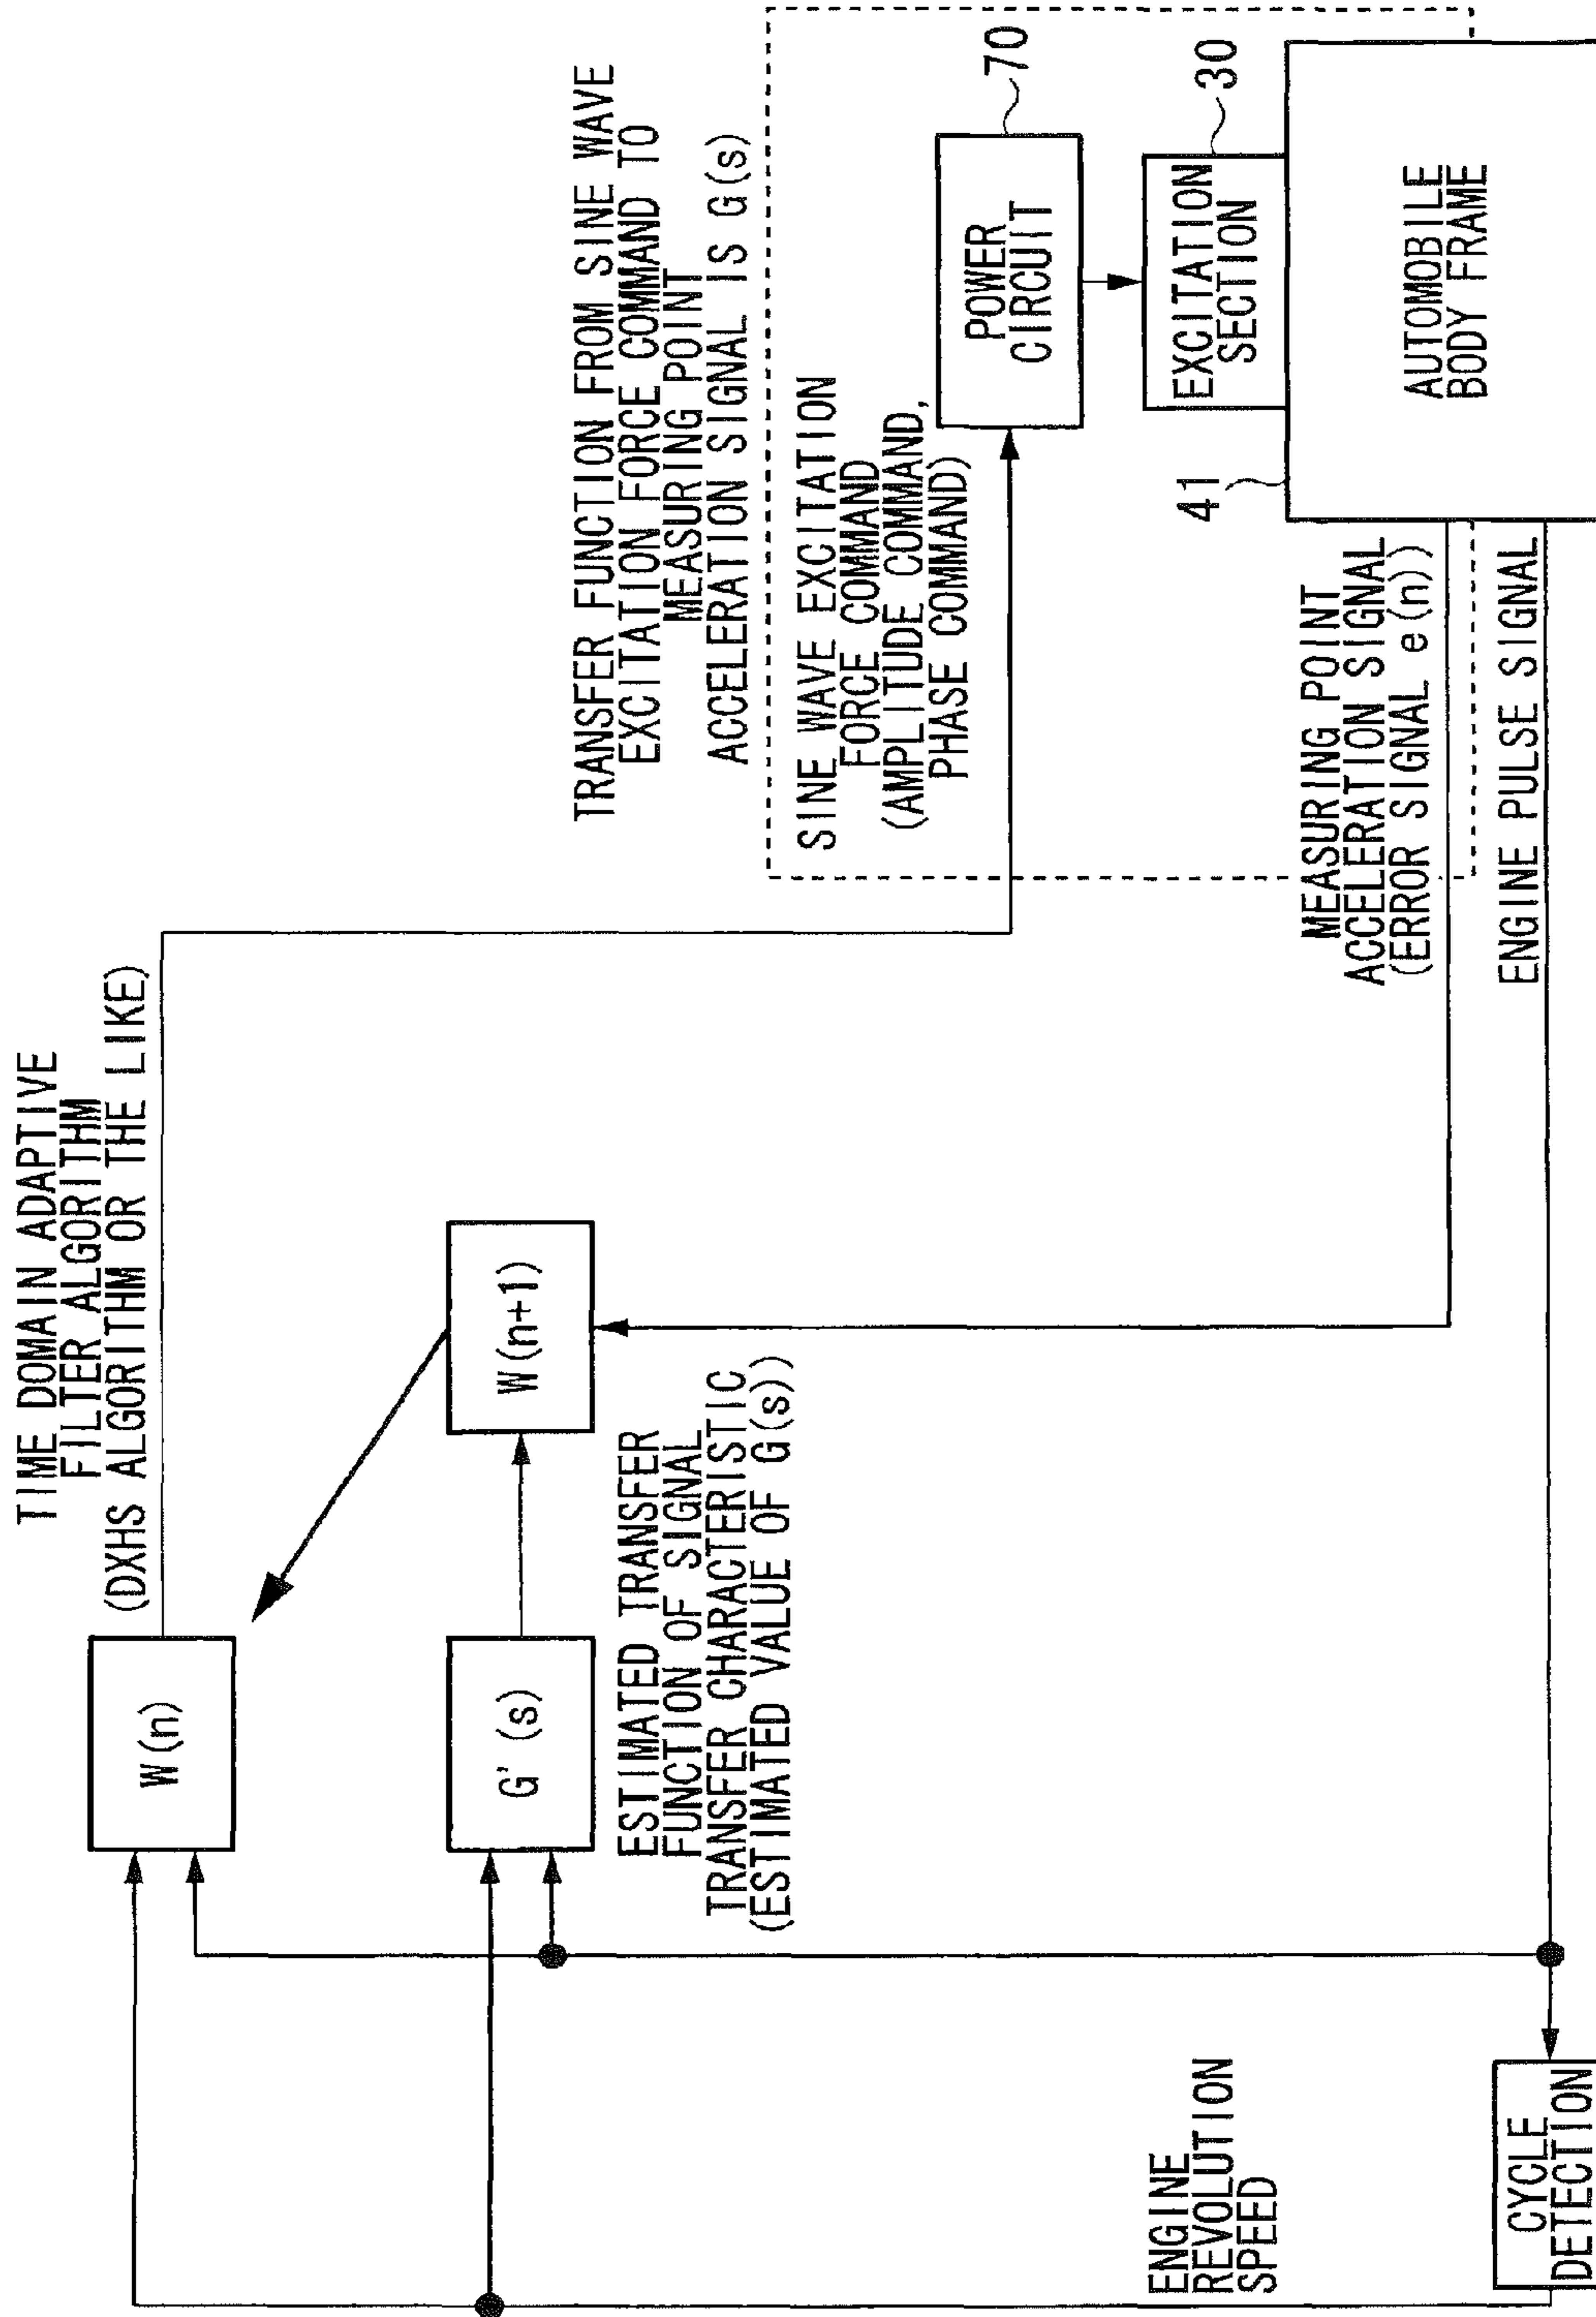 TIME DOMAIN ADAPTIVE
FILTER ALGORITHM
(DXHS ALGORITHM OR THE LIKE)
W(n)
G'(s)
W(n+1)
ESTIMATED TRANSFER
FUNCTION OF SIGNAL
TRANSFER CHARACTERISTIC
(ESTIMATED VALUE OF G(s))
TRANSFER FUNCTION FROM SINE WAVE
EXCITATION FORCE COMMAND TO
MEASURING POINT
ACCELERATION SIGNAL IS G(s)
SINE WAVE EXCITATION
FORCE COMMAND
(AMPLITUDE COMMAND,
PHASE COMMAND)
POWER
CIRCUIT
70
EXCITATION
SECTION
30
41
AUTOMOBILE
BODY FRAME
MEASURING POINT
ACCELERATION SIGNAL
(ERROR SIGNAL e(n))
ENGINE PULSE SIGNAL
ENGINE
REVOLUTION
SPEED
CYCLE
DETECTION